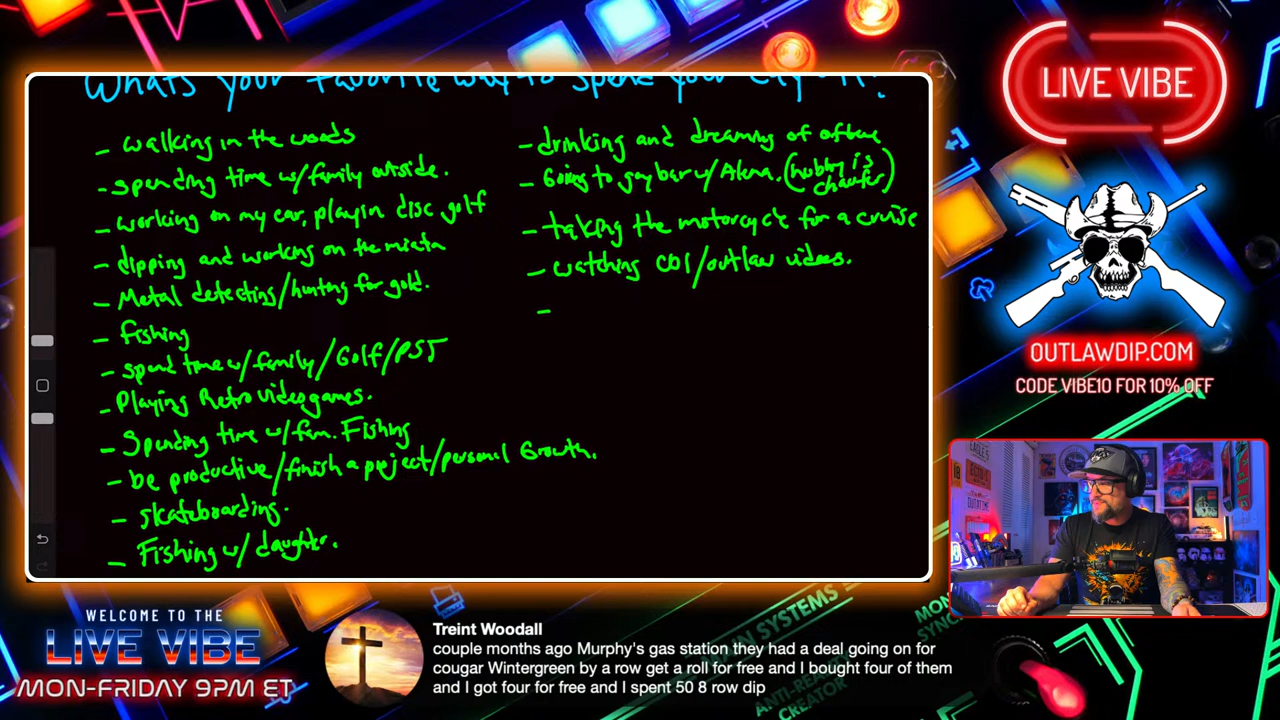 Whats your favorite way to spend your day off?
- walking in the woods
- spending time w/family outside.
- working on my car, playin disc golf
- dipping and working on the miata
- Metal detecting/hunting for gold.
- fishing
- spend time w/family/Golf/PS5
- Playing Retro videogames.
- Spending time w/fam. Fishing
- be productive/finish a project/personal Growth.
- skateboarding.
- Fishing w/ daughter.
- drinking and dreaming of
- Going to gay bar w/ Alana. (hubby is
chaufer)
- taking the motorcycle for a cruise
- watching CDI/outlaw videos.
-
LIVE VIBE
OUTLAWDIP.COM
CODE VIBE10 FOR 10% OFF
WELCOME TO THE
LIVE VIBE
MON-FRIDAY 9PM ET
Treint Woodall
couple months ago Murphy's gas station they had a deal going on for
cougar Wintergreen by a row get a roll for free and I bought four of them
and I got four for free and I spent 50 8 row dip